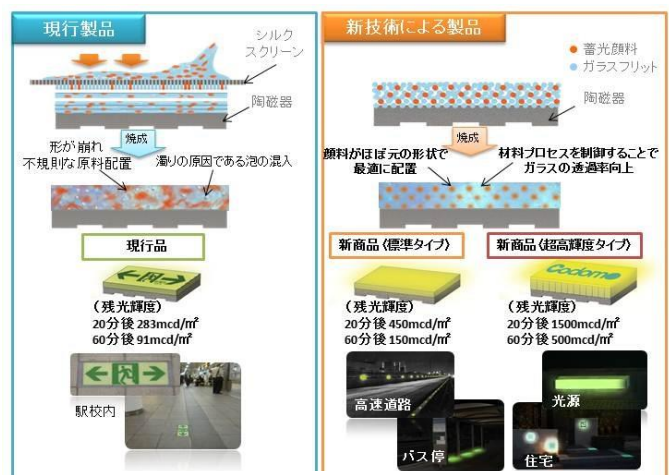 現行製品
シルク
スクリーン
陶磁器
焼成
形が崩れ
不規則な原料配置
濁りの原因である泡の混入
現行品
(残光輝度)
20分後 283mcd/㎡
60分後 91mcd/㎡
駅校内
新技術による製品
蓄光顔料
ガラスフリット
陶磁器
焼成
顔料がほぼ元の形状で
最適に配置
材料プロセスを制御することで
ガラスの透過率向上
新商品〈標準タイプ〉
(残光輝度)
20分後 450mcd/㎡
60分後 150mcd/㎡
高速道路
バス停
新商品〈超高輝度タイプ〉
Codomo
(残光輝度)
20分後 1500mcd/㎡
60分後 500mcd/㎡
光源
住宅